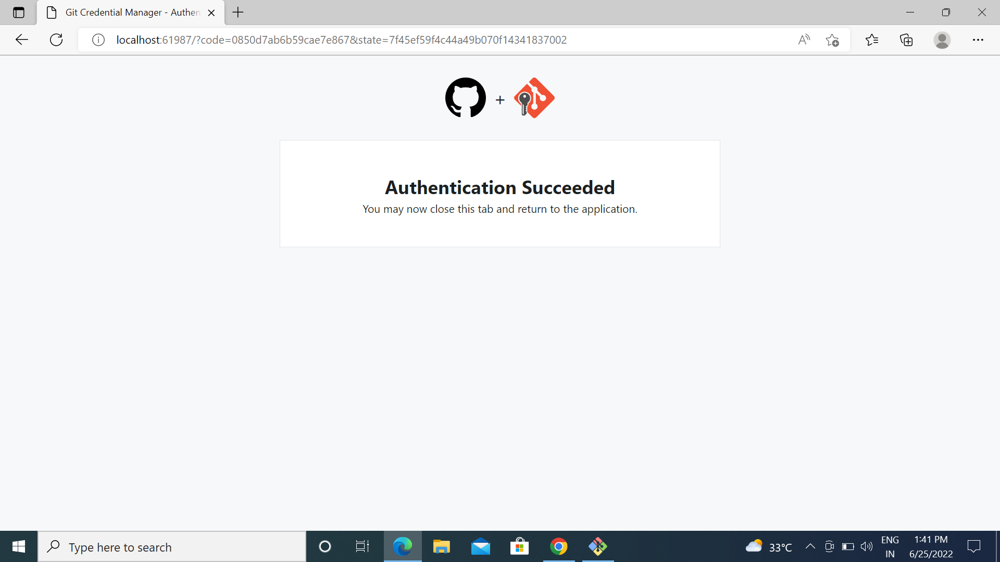 Git Credential Manager - Authen
localhost:61987/?code=0850d7ab6b59cae7e867&state=7f45ef59f4c44a49b070f14341837002
+
Authentication Succeeded
You may now close this tab and return to the application.
Type here to search
33°C
ENG
IN
1:41 PM
6/25/2022